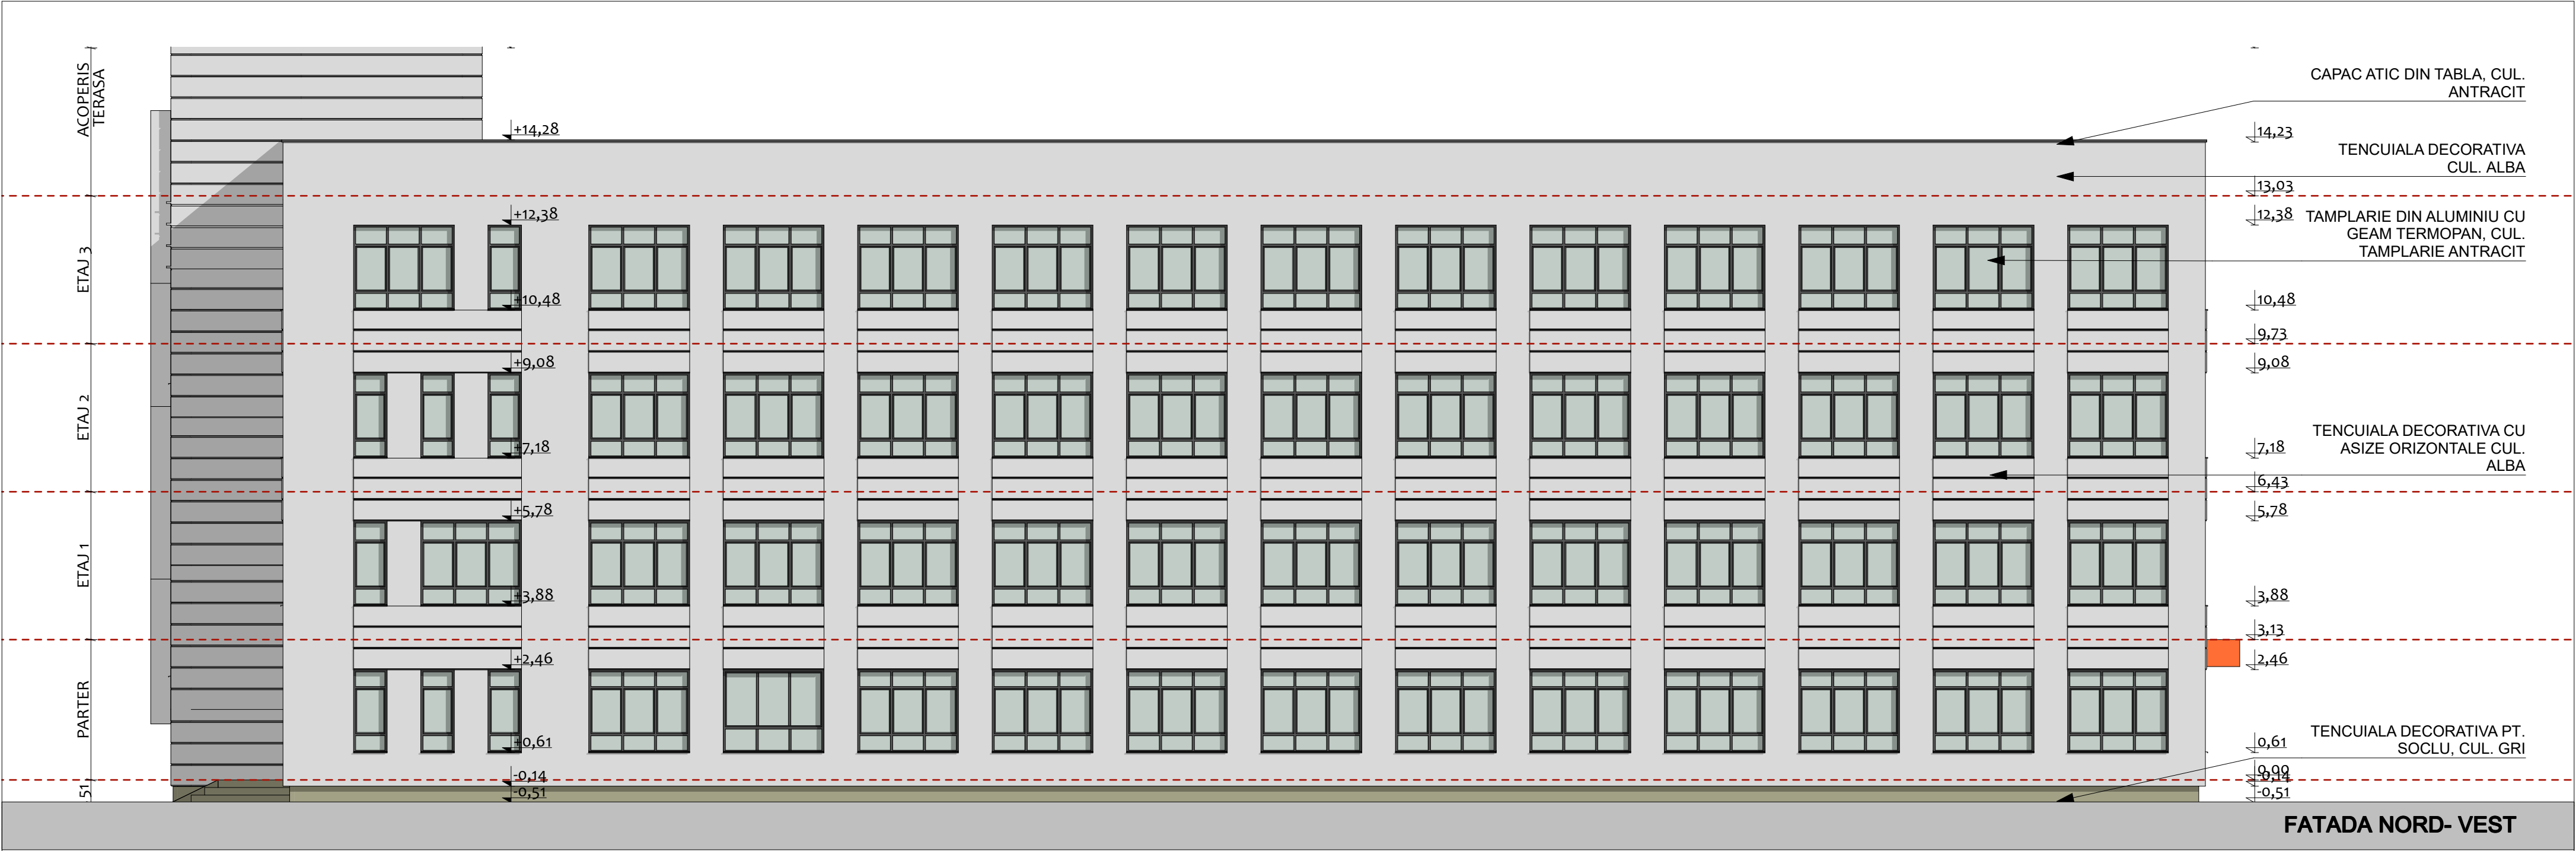 ACOPERIS
TERASA
ETAJ 3
ETAJ 2
ETAJ 1
PARTER
51
+14,28
+12,38
+10,48
+9,08
+7,18
+5,78
+3,88
+2,46
+0,61
-0,14
-0,51
14,23
13,03
12,38
10,48
9,73
9,08
7,18
6,43
5,78
3,88
3,13
2,46
0,61
0,00
-0,14
-0,51
CAPAC ATIC DIN TABLA, CUL.
ANTRACIT
TENCUIALA DECORATIVA
CUL. ALBA
TAMPLARIE DIN ALUMINIU CU
GEAM TERMOPAN, CUL.
TAMPLARIE ANTRACIT
TENCUIALA DECORATIVA CU
ASIZE ORIZONTALE CUL.
ALBA
TENCUIALA DECORATIVA PT.
SOCLU, CUL. GRI
FATADA NORD- VEST